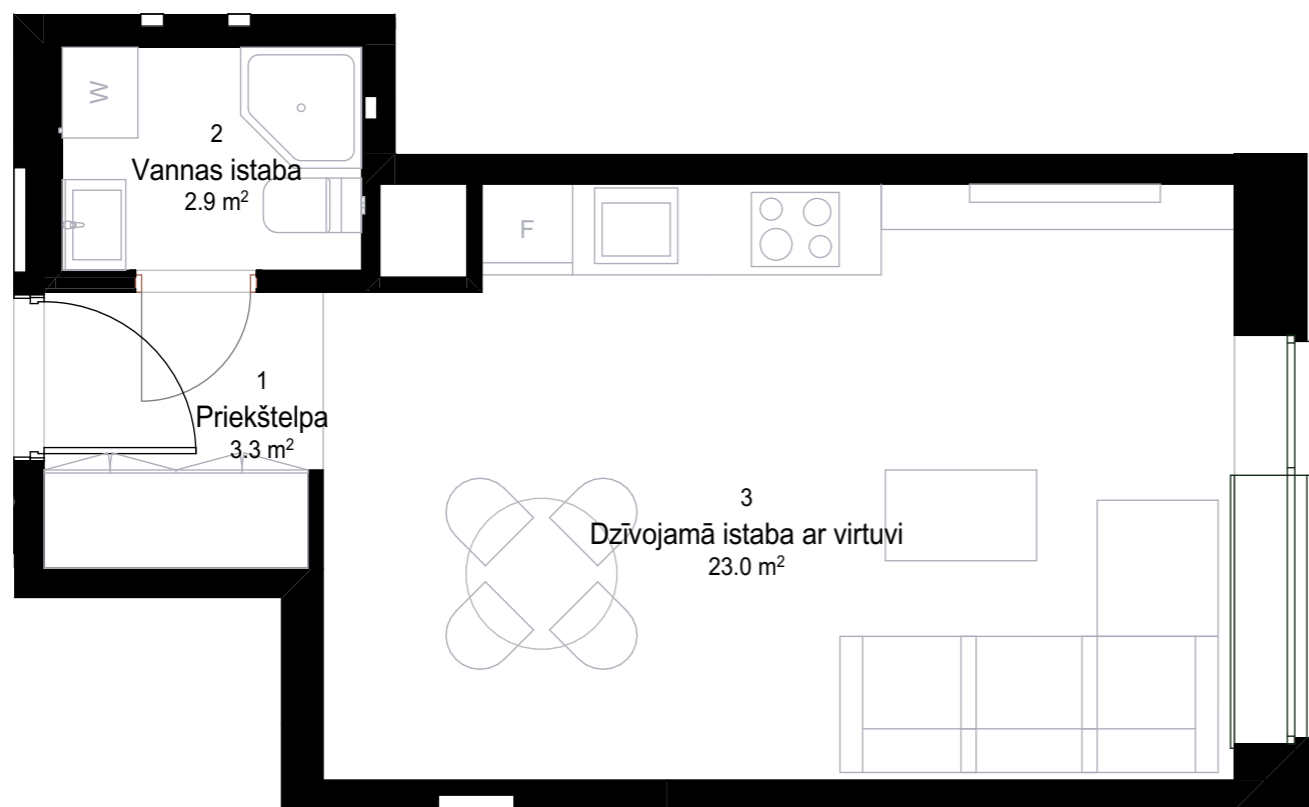 W
2
Vannas istaba
2.9 m²
F
1
Priekštelpa
3.3 m²
3
Dzīvojamā istaba ar virtuvi
23.0 m²